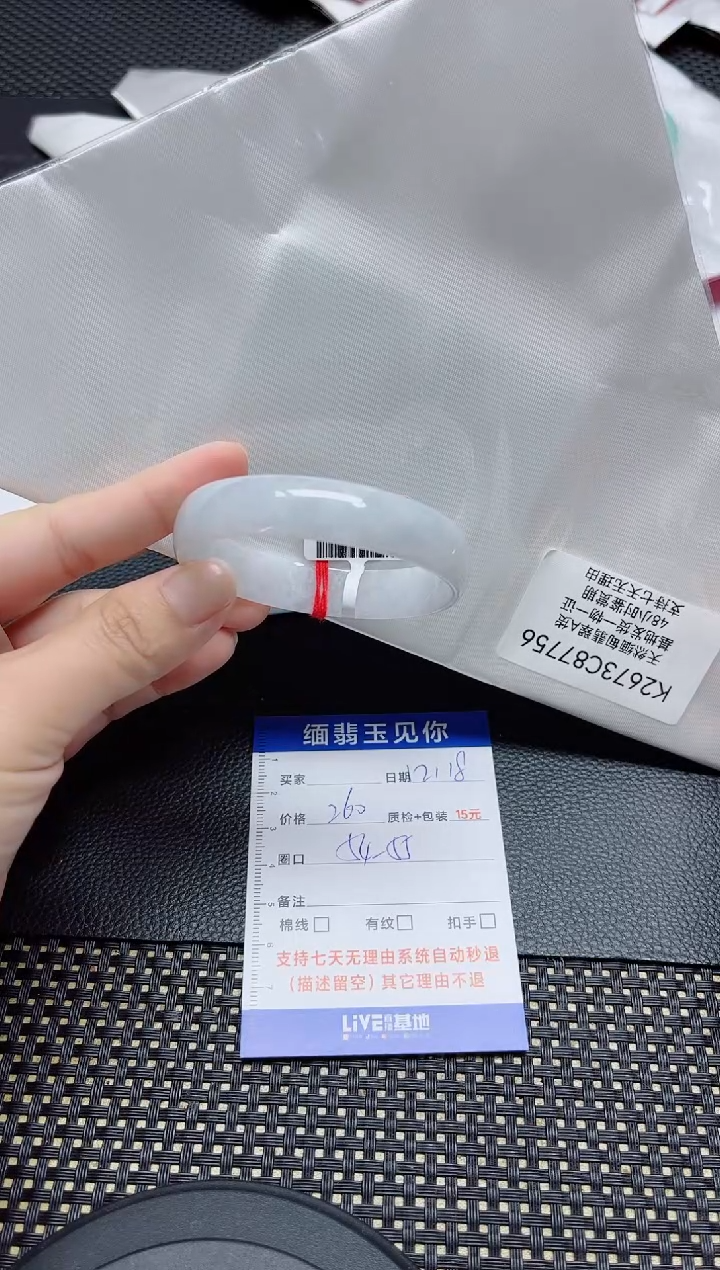 K2673C87756
天然缅甸翡翠A货
基地发货一物一证
48小时鉴赏期
支持七天无理由
缅翡玉见你
买家 日期 12.18
价格 260 质检+包装 15元
圈口 54-55
备注
棉线 有纹 扣手
支持七天无理由系统自动秒退
（描述留空）其它理由不退
LiVE 基地